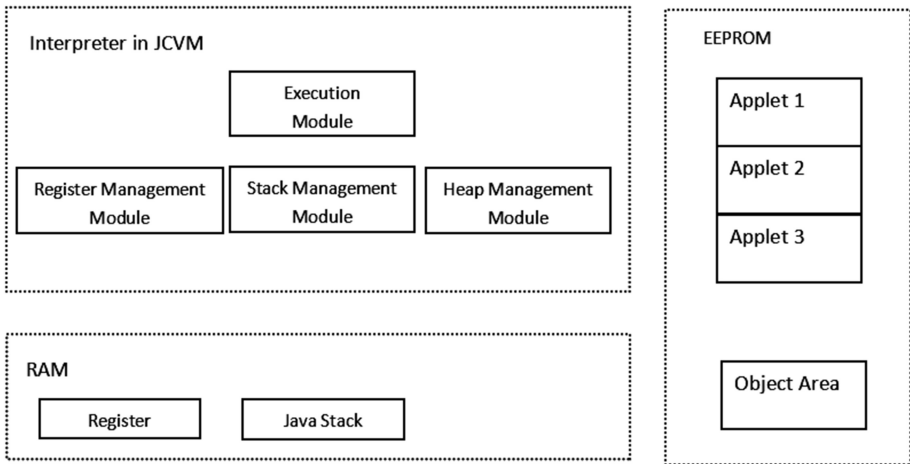 Interpreter in JCVM
Execution
Module
Register Management
Module
Stack Management
Module
Heap Management
Module
RAM
Register
Java Stack
EEPROM
Applet 1
Applet 2
Applet 3
Object Area